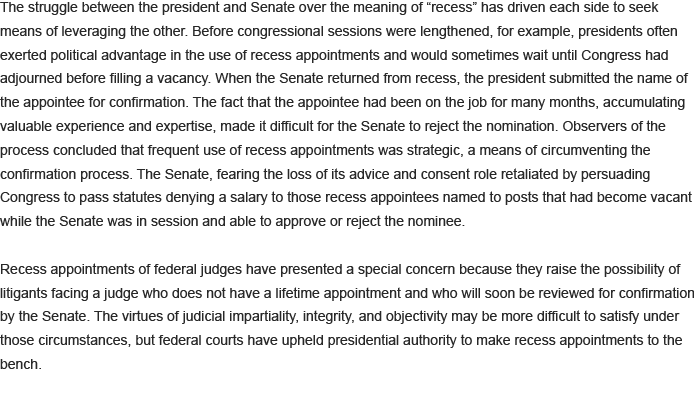 The struggle between the president and Senate over the meaning of “recess” has driven each side to seek
means of leveraging the other. Before congressional sessions were lengthened, for example, presidents often
exerted political advantage in the use of recess appointments and would sometimes wait until Congress had
adjourned before filling a vacancy. When the Senate returned from recess, the president submitted the name of
the appointee for confirmation. The fact that the appointee had been on the job for many months, accumulating
valuable experience and expertise, made it difficult for the Senate to reject the nomination. Observers of the
process concluded that frequent use of recess appointments was strategic, a means of circumventing the
confirmation process. The Senate, fearing the loss of its advice and consent role retaliated by persuading
Congress to pass statutes denying a salary to those recess appointees named to posts that had become vacant
while the Senate was in session and able to approve or reject the nominee.
Recess appointments of federal judges have presented a special concern because they raise the possibility of
litigants facing a judge who does not have a lifetime appointment and who will soon be reviewed for confirmation
by the Senate. The virtues of judicial impartiality, integrity, and objectivity may be more difficult to satisfy under
those circumstances, but federal courts have upheld presidential authority to make recess appointments to the
bench.